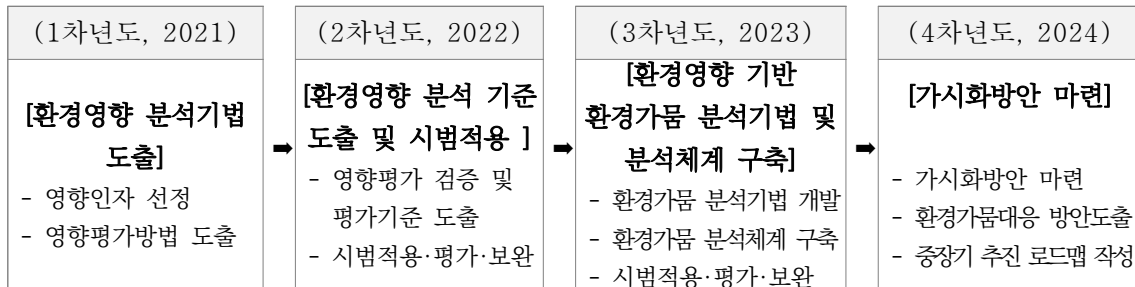 (1차년도, 2021)
[환경영향 분석기법
도출]
- 영향인자 선정
- 영향평가방법 도출
➡
(2차년도, 2022)
[환경영향 분석 기준
도출 및 시범적용 ]
- 영향평가 검증 및
평가기준 도출
- 시범적용·평가·보완
➡
(3차년도, 2023)
[환경영향 기반
환경가뭄 분석기법 및
분석체계 구축]
- 환경가뭄 분석기법 개발
- 환경가뭄 분석체계 구축
- 시범적용·평가·보완
➡
(4차년도, 2024)
[가시화방안 마련]
- 가시화방안 마련
- 환경가뭄대응 방안도출
- 중장기 추진 로드맵 작성